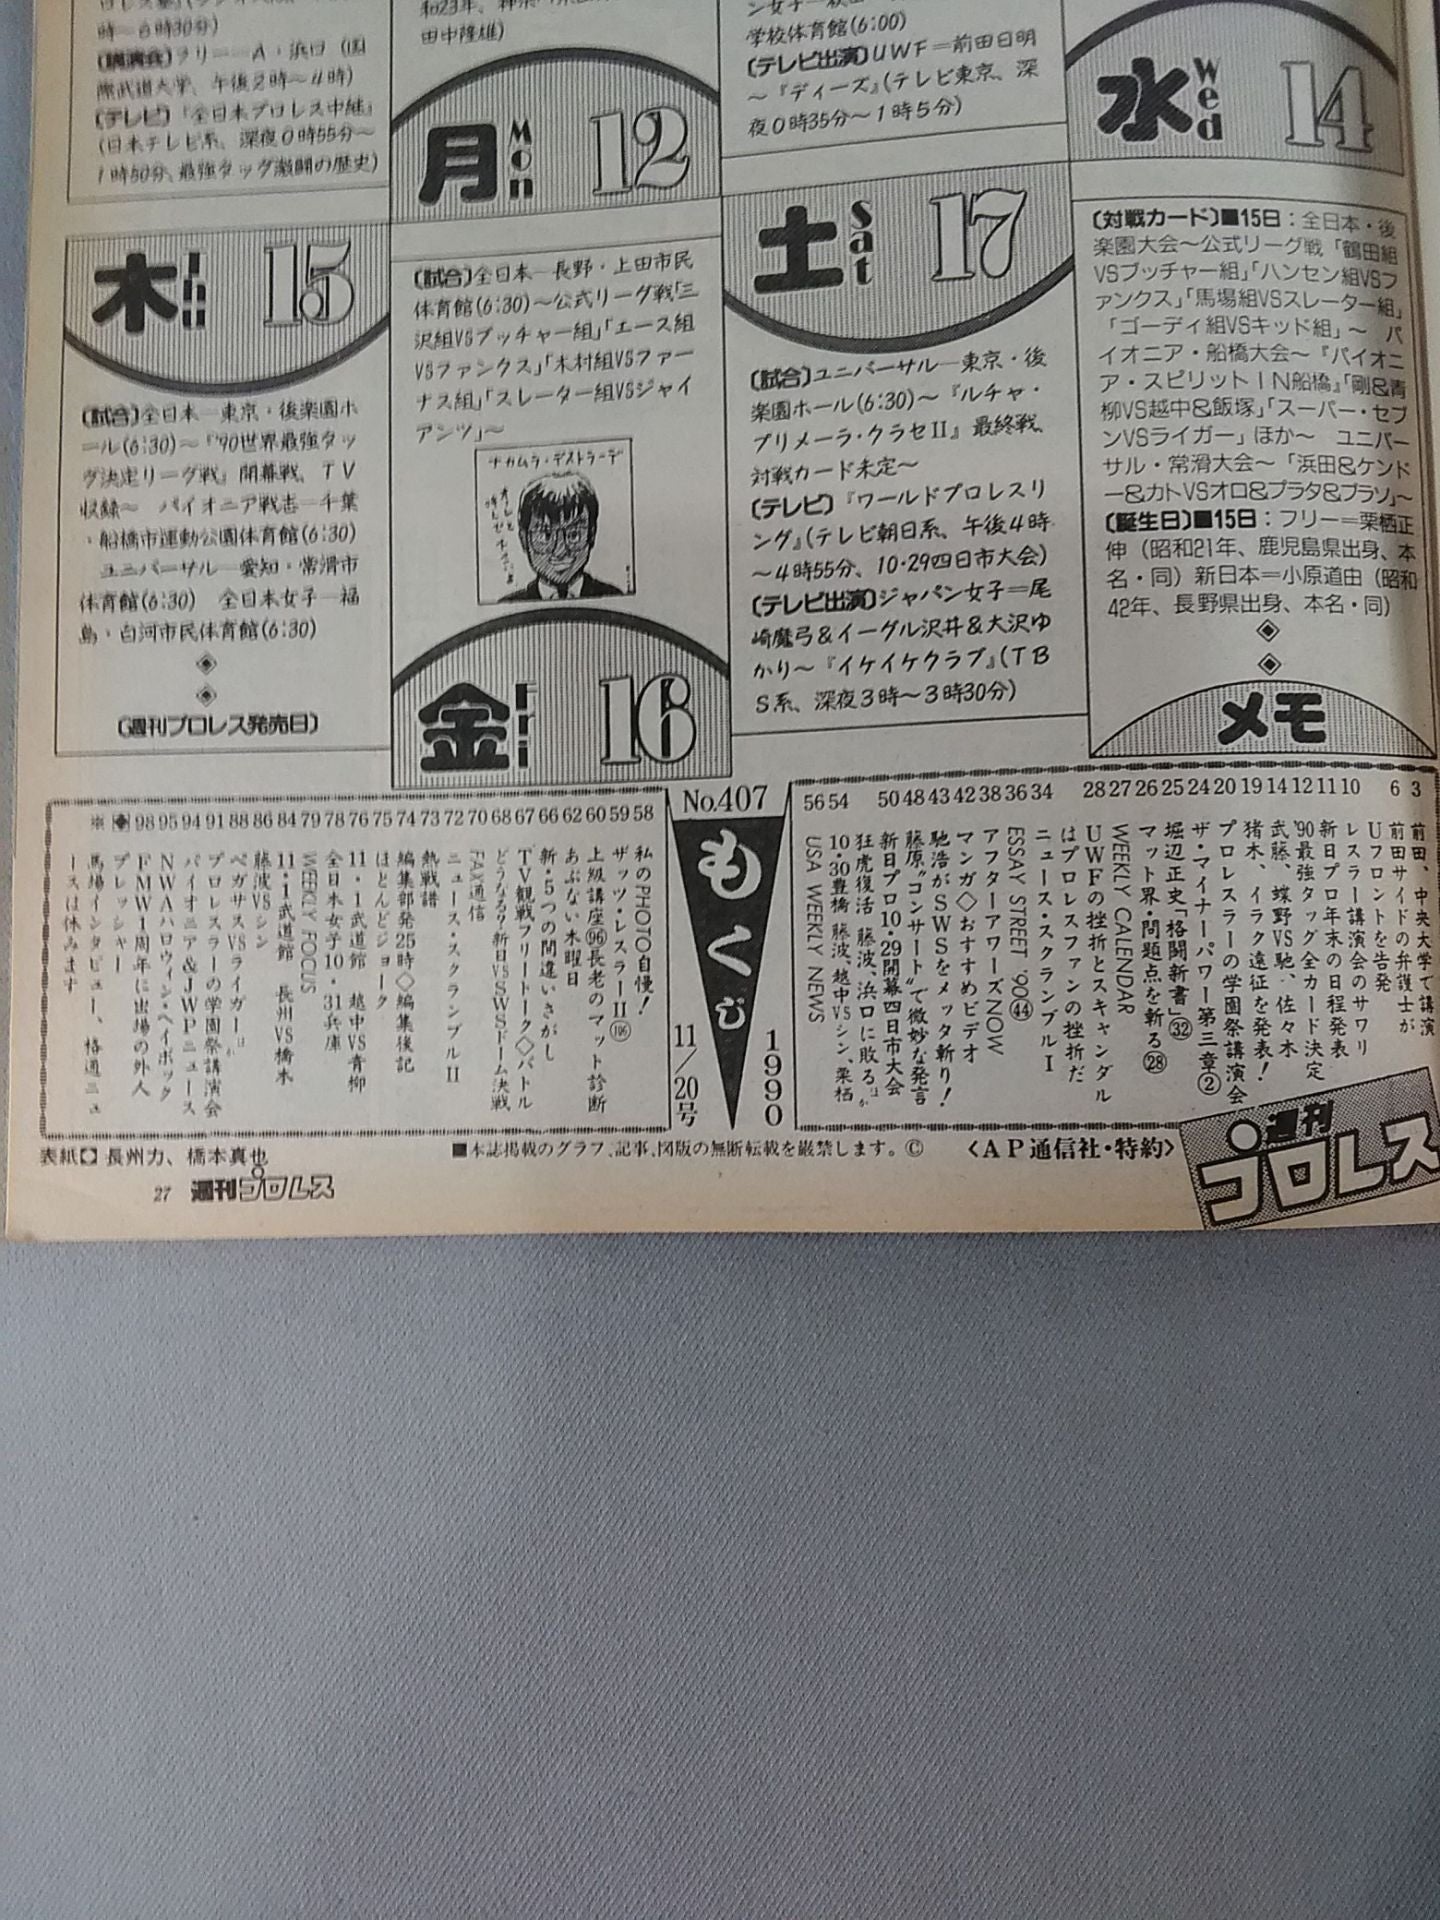 時〜6時30分)
(講演会)フリー―A・浜口(国
際武道大学、午後2時〜4時)
(テレビ)『全日本プロレス中継』
(日本テレビ系、深夜0時55分〜
1時50分、最強タッグ激闘の歴史)
田中隆雄)
月 Mon 12
学校体育館(6:00)
(テレビ出演)UWF=前田日明
〜『ディーズ』(テレビ東京、深
夜0時35分〜1時5分)
水 Wed 14
木 Thu 15
(試合)全日本―東京・後楽園ホ
ール(6:30)〜『'90世界最強タッ
グ決定リーグ戦』開幕戦、TV
収録〜 パイオニア戦志―千葉
・船橋市運動公園体育館(6:30)
ユニバーサル―愛知・常滑市
体育館(6:30) 全日本女子―福
島・白河市民体育館(6:30)
(週刊プロレス発売日)
(試合)全日本―長野・上田市民
体育館(6:30)〜公式リーグ戦「三
沢組VSブッチャー組」「エース組
VSファンクス」「木村組VSファー
ナス組」「スレーター組VSジャイ
アンツ」〜
ナカムラ・デストラーデ
金 Fri 16
土 Sat 17
(試合)ユニバーサル―東京・後
楽園ホール(6:30)〜『ルチャ・
プリメーラ・クラセII』最終戦、
対戦カード未定〜
(テレビ)『ワールドプロレスリ
ング』(テレビ朝日系、午後4時
〜4時55分、10・29四日市大会)
(テレビ出演)ジャパン女子=尾
崎魔弓&イーグル沢井&大沢ゆ
かり〜『イケイケクラブ』(TB
S系、深夜3時〜3時30分)
(対戦カード)■15日:全日本・後
楽園大会〜公式リーグ戦「鶴田組
VSブッチャー組」「ハンセン組VSフ
ァンクス」「馬場組VSスレーター組」
「ゴーディ組VSキッド組」〜 パ
イオニア・船橋大会〜『パイオニ
ア・スピリットIN船橋』「剛&青
柳VS越中&飯塚」「スーパー・セブ
ンVSライガー」ほか〜 ユニバー
サル・常滑大会〜「浜田&ケンド
ー&カトVSオロ&プラタ&ブラソ」〜
(誕生日)■15日:フリー=栗栖正
伸(昭和21年、鹿児島県出身、本
名・同)新日本=小原道由(昭和
42年、長野県出身、本名・同)
メモ
3 前田、中央大学で講演
6 前田サイドの弁護士が
Uフロントを告発
10 レスラー講演会のサワリ
11 新日プロ年末の日程発表
12 '90最強タッグ全カード決定
14 武藤、蝶野VS馳、佐々木
19 猪木、イラク遠征を発表!
20 プロレスラーの学園祭講演会
24 ザ・マイナーパワー第三章②
25 堀辺正史「格闘新書」㉜
26 マット界・問題点を斬る㉘
27 WEEKLY CALENDAR
28 UWFの挫折とスキャンダル
はプロレスファンの挫折だ
34 ニュース・スクランブルI
36 ESSAY STREET '90㊹
38 アフターアワーズNOW
42 マンガ◇おすすめビデオ
43 馳浩がSWSをメッタ斬り!
48 藤原〝コンサート〟で微妙な発言
50 新日プロ10・29開幕四日市大会
狂虎復活 藤波、浜口に敗る ほか
54 10・30豊橋 藤波、越中VSシン、栗栖
56 USA WEEKLY NEWS
No.407
もくじ
1990
11/20号
58 私のPHOTO自慢!
59 ザッツ・レスラーII(106)
60 上級講座(96)長老のマット診断
62 あぶない木曜日
66 新・5つの間違いさがし
67 TV観戦フリートーク◇バトル
68 どうなる?新日VSSWSドーム決戦
70 FAX通信
72 ニュース・スクランブルII
73 熱戦譜
74 編集部発25時◇編集後記
75 ほとんどビジョーク
76 11・1武道館 越中VS青柳
78 全日本女子10・31兵庫
79 WEEKLY FOCUS
84 11・1武道館 長州VS橋本
86 藤波VSシン
88 ペガサスVSライガー ほか
91 プロレスラーの学園祭講演会
94 パイオニア&JWPニュース
95 NWAハロウィン・ヘイボック
98 FMW1周年に出場の外人
プレッシャー
※ 馬場インタビュー、格通ニュ
ースは休みます
表紙 長州力、橋本真也
■本誌掲載のグラフ、記事、図版の無断転載を厳禁します。©
〈AP通信社・特約〉
週刊プロレス
27 週刊プロレス